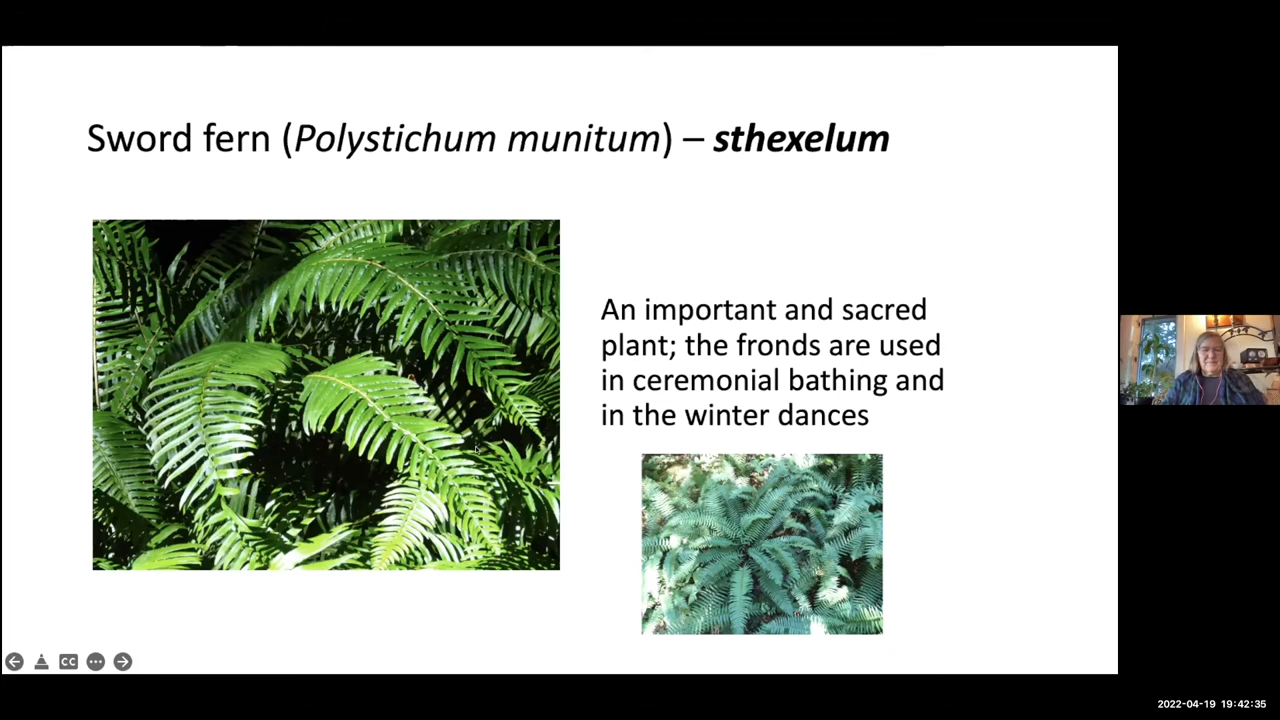 Sword fern (Polystichum munitum) – sthexelum
An important and sacred
plant; the fronds are used
in ceremonial bathing and
in the winter dances
CC
2022-04-19 19:42:35